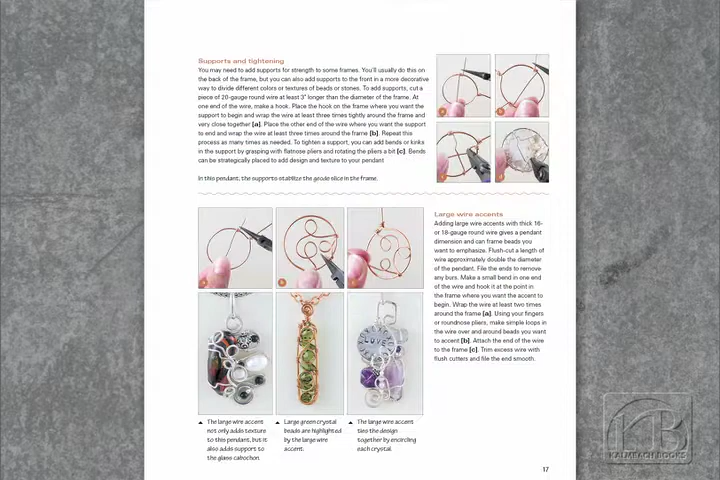 Supports and tightening
You may need to add supports for strength to some frames. You'll usually do this on
the back of the frame, but you can also add supports to the front in a more decorative
way to divide different colors or textures of beads or stones. To add supports, cut a
piece of 20-gauge round wire at least 3" longer than the diameter of the frame. At
one end of the wire, make a hook. Place the hook on the frame where you want the
support to begin and wrap the wire at least three times tightly around the frame and
very close together [a]. Place the other end of the wire where you want the support
to end and wrap the wire at least three times around the frame [b]. Repeat this
process as many times as needed. To tighten a support, you can add bends or kinks
in the support by grasping with flatnose pliers and rotating the pliers a bit [c]. Bends
can be strategically placed to add design and texture to your pendant
In this pendant, the supports stabilize the geode slice in the frame.
a
b
c
d
Large wire accents
Adding large wire accents with thick 16-
or 18-gauge round wire gives a pendant
dimension and can frame beads you
want to emphasize. Flush-cut a length of
wire approximately double the diameter
of the pendant. File the ends to remove
any burs. Make a small bend in one end
of the wire and hook it at the point in
the frame where you want the accent to
begin. Wrap the wire at least two times
around the frame [a]. Using your fingers
or roundnose pliers, make simple loops in
the wire over and around beads you want
to accent [b]. Attach the end of the wire
to the frame [c]. Trim excess wire with
flush cutters and file the end smooth.
a
b
LOVE
The large wire accent
not only adds texture
to this pendant, but it
also adds support to
the glass cabochon.
Large green crystal
beads are highlighted
by the large wire
accent.
The large wire accent
ties the design
together by encircling
each crystal.
17
KB
KALMBACH BOOKS